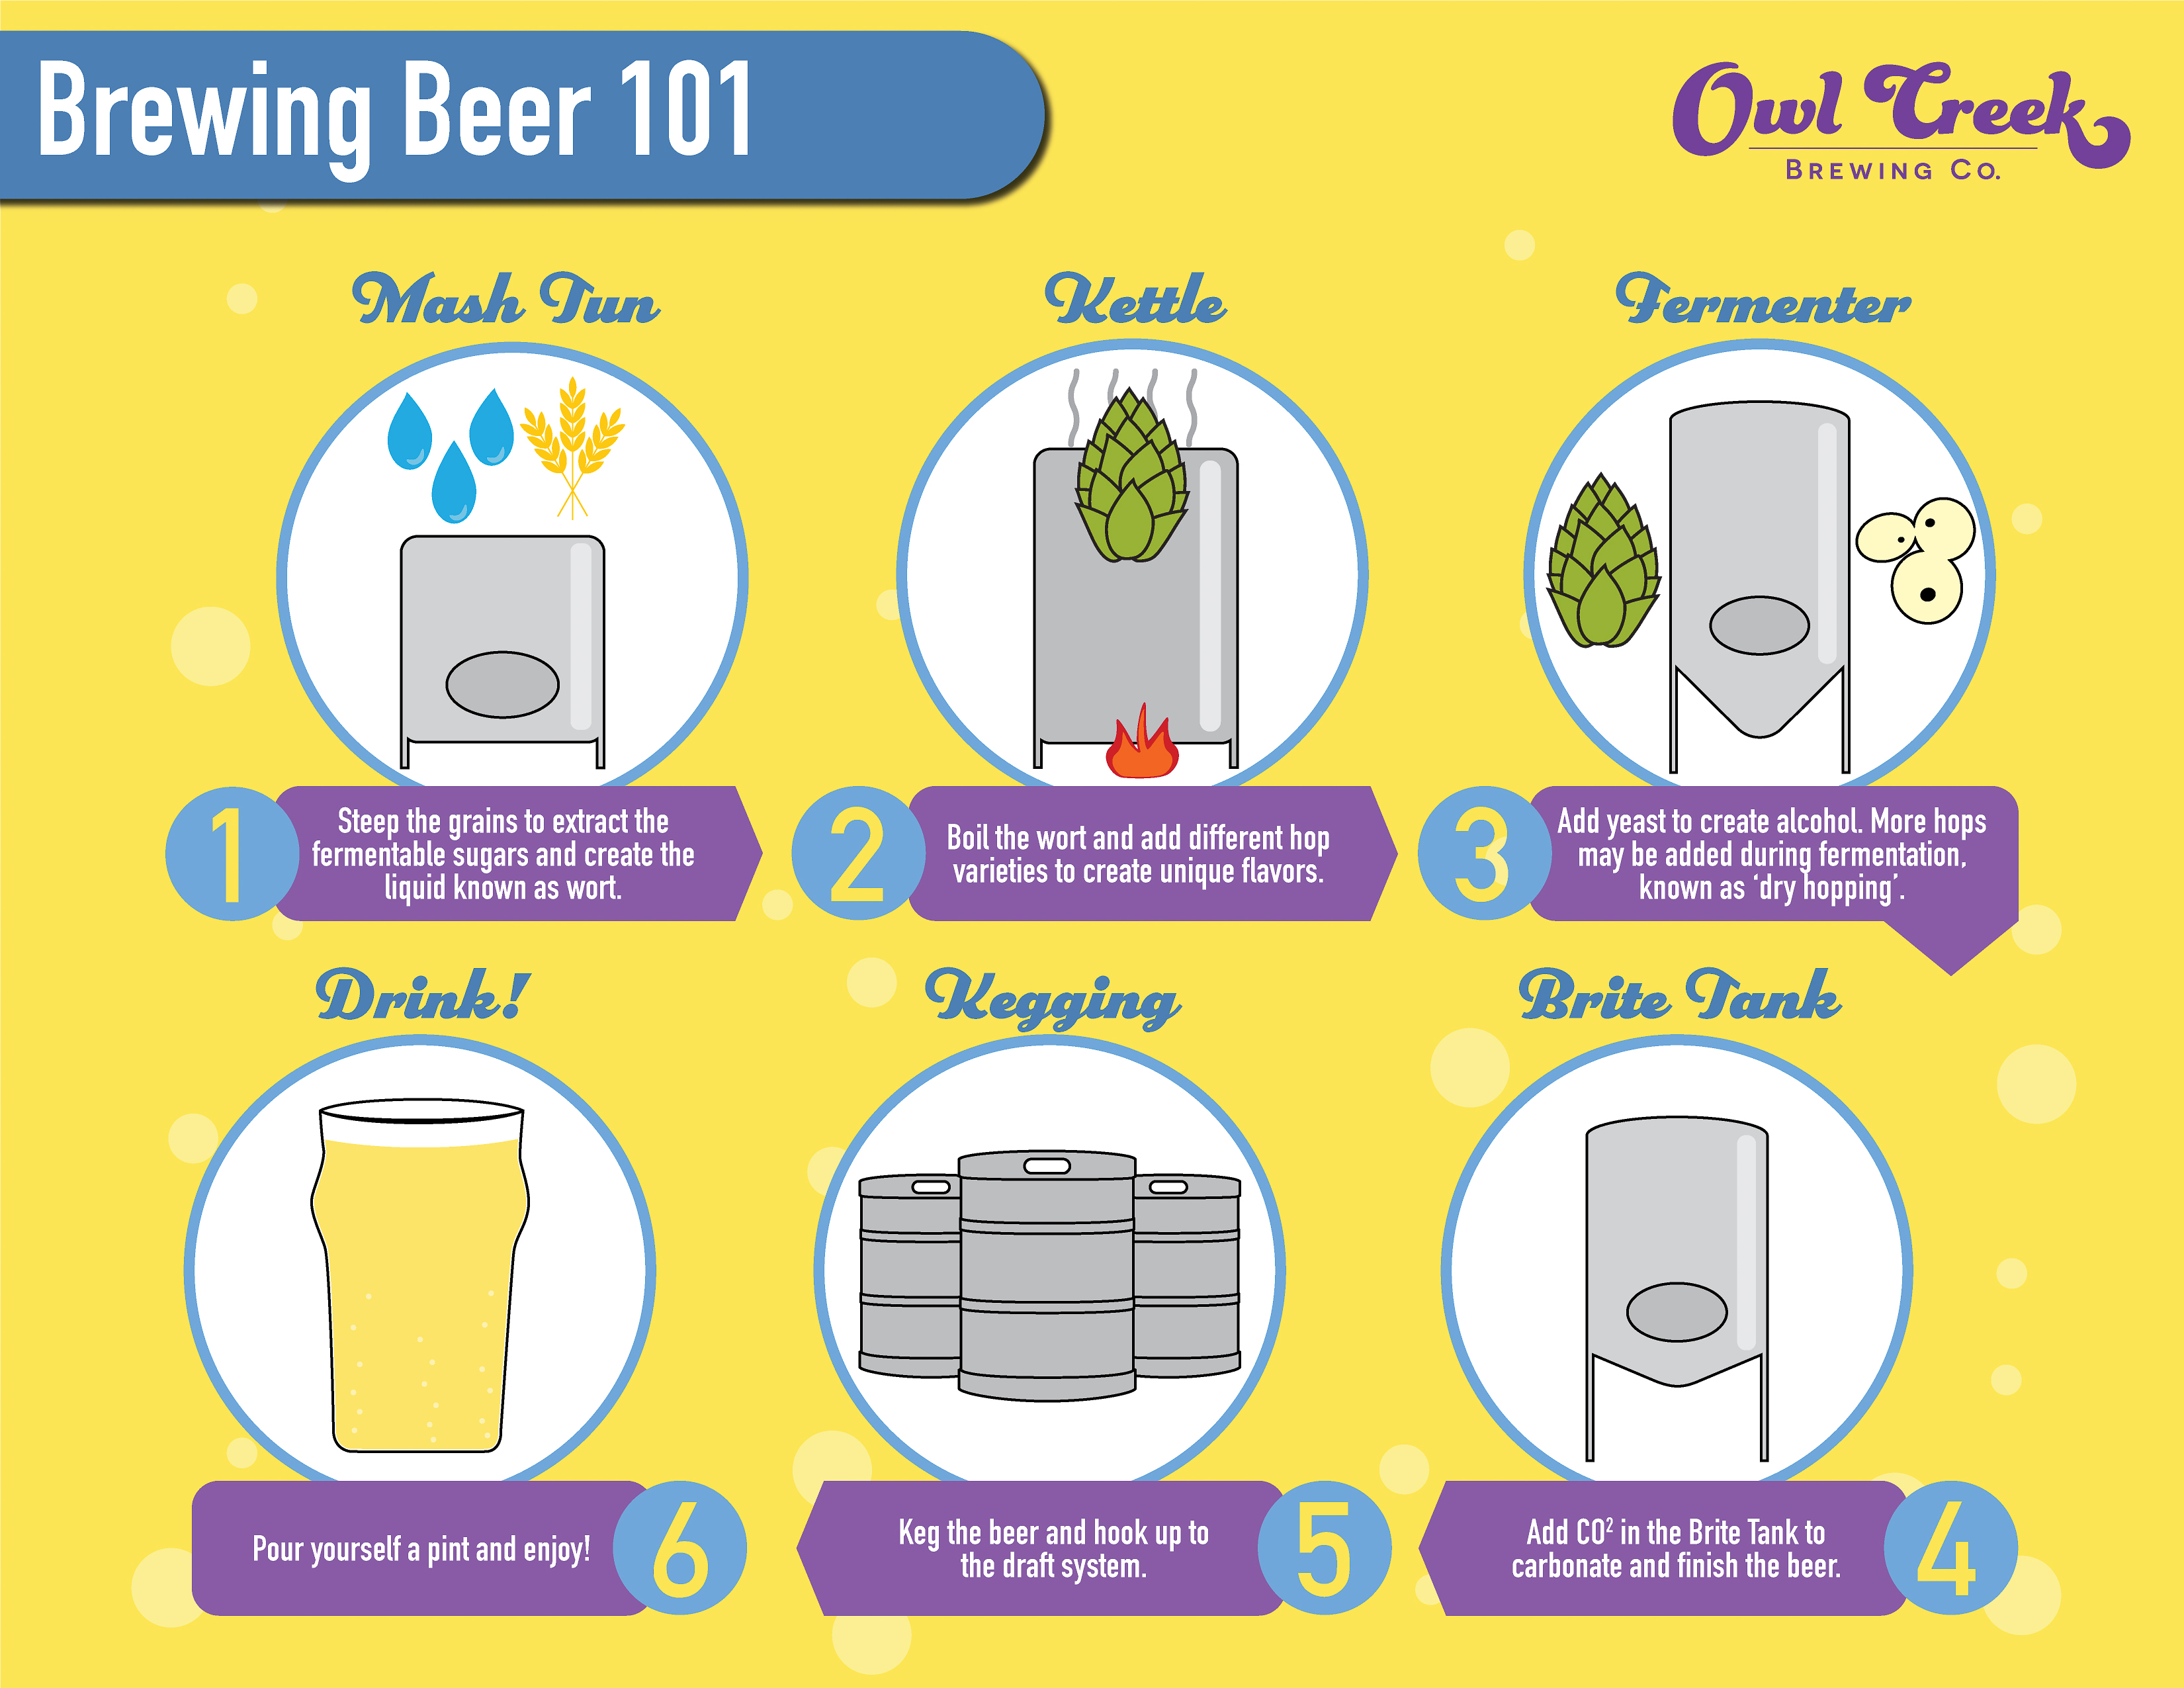 Brewing Beer 101
Owl Creek
BREWING CO.
Mash Tun
1
Steep the grains to extract the
fermentable sugars and create the
liquid known as wort.
Kettle
2
Boil the wort and add different hop
varieties to create unique flavors.
Fermenter
3
Add yeast to create alcohol. More hops
may be added during fermentation,
known as ‘dry hopping’.
Brite Tank
4
Add CO² in the Brite Tank to
carbonate and finish the beer.
Kegging
5
Keg the beer and hook up to
the draft system.
Drink!
6
Pour yourself a pint and enjoy!